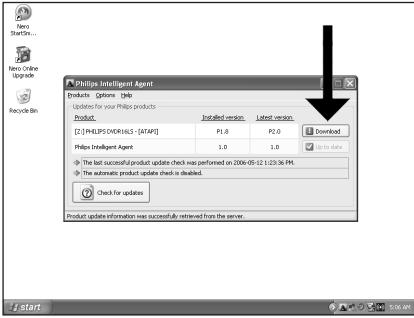 Nero
StartSm...
Nero Online
Upgrade
Recycle Bin
Philips Intelligent Agent
Products Options Help
Updates for your Philips products
Product Installed version Latest version
[Z:] PHILIPS DVDR16LS - [ATAPI] P1.8 P2.0 Download
Philips Intelligent Agent 1.0 1.0 Up to date
The last successful product update check was performed on 2006-05-12 1:23:36 PM.
The automatic product update check is disabled.
Check for updates
Product update information was successfully retrieved from the server.
start 5:06 AM